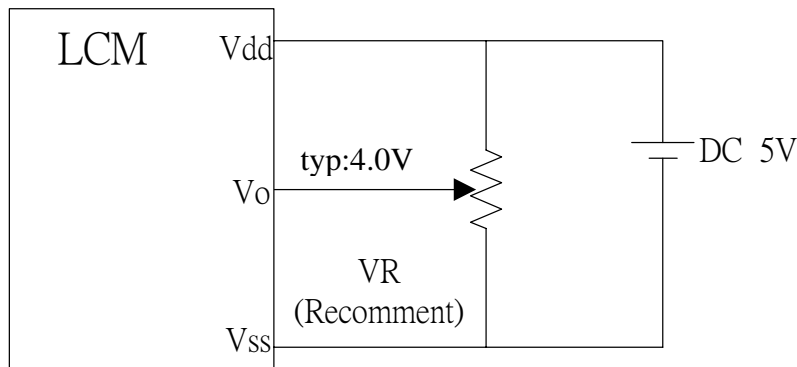 LCM
Vdd
typ:4.0V
DC 5V
Vo
VR
(Recomment)
Vss